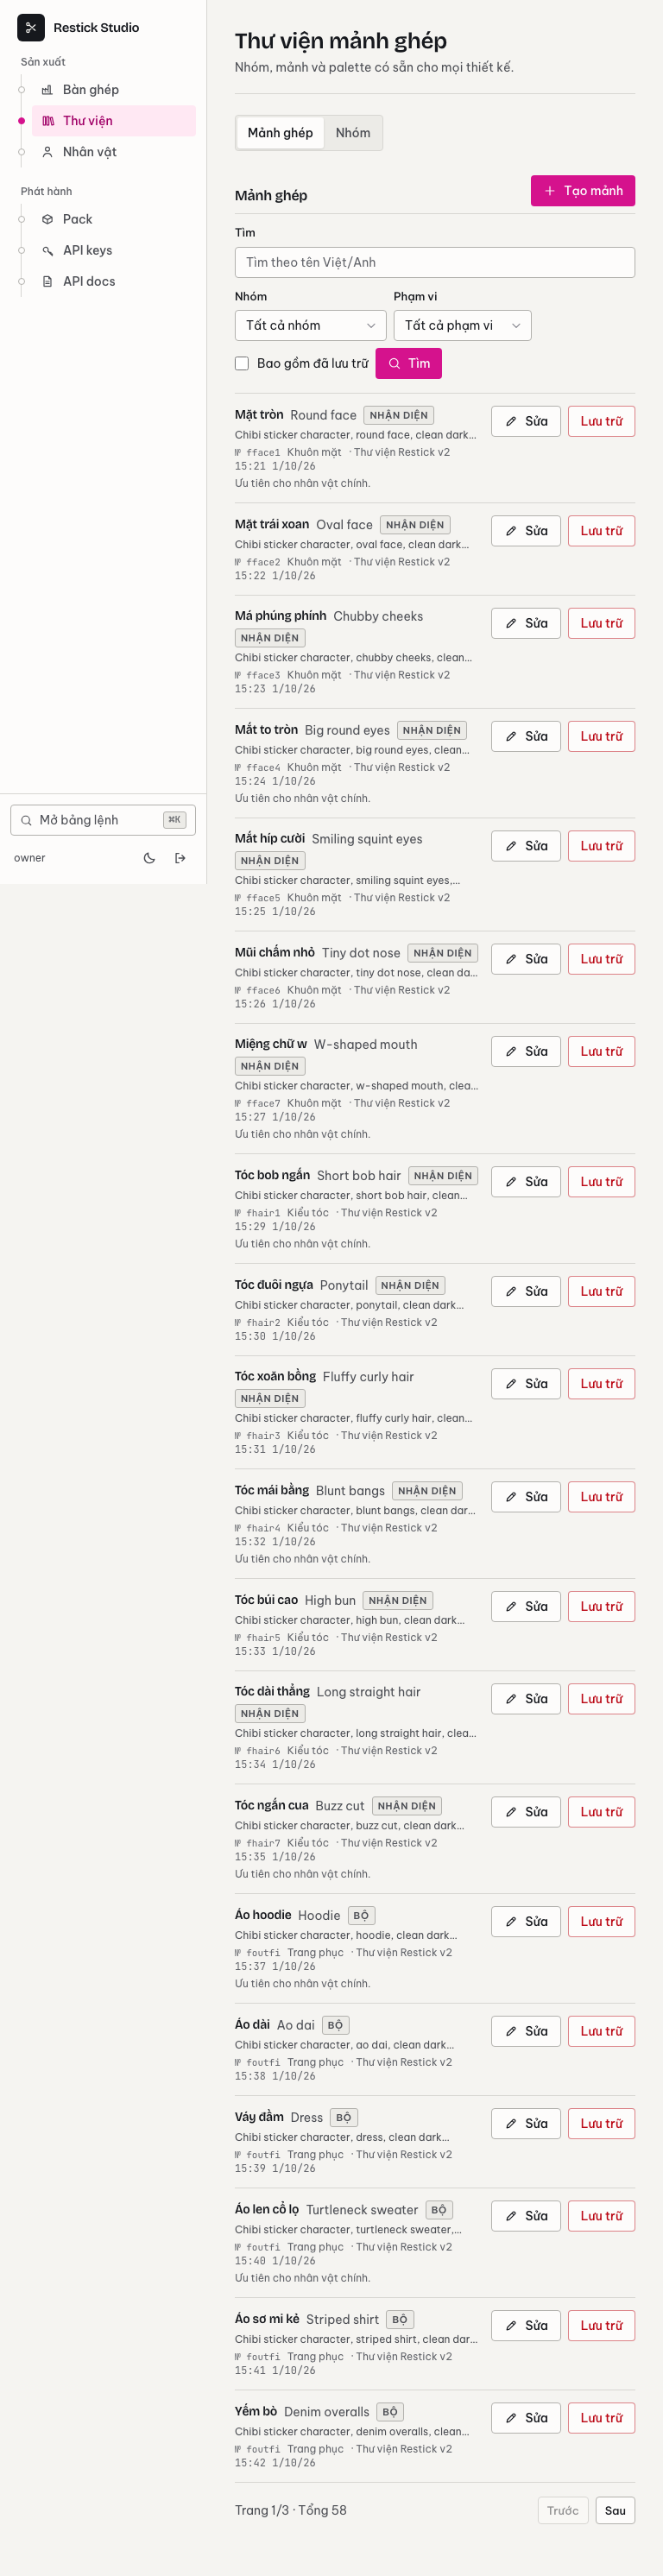 Restick Studio
Sản xuất
Bàn ghép
Thư viện
Nhân vật
Phát hành
Pack
API keys
API docs
Mở bảng lệnh ⌘K
owner
Thư viện mảnh ghép
Nhóm, mảnh và palette có sẵn cho mọi thiết kế.
Mảnh ghép Nhóm
Mảnh ghép
Tạo mảnh
Tìm
Tìm theo tên Việt/Anh
Nhóm Phạm vi
Tất cả nhóm Tất cả phạm vi
Bao gồm đã lưu trữ Tìm
Mặt tròn Round face NHẬN DIỆN Sửa Lưu trữ
Chibi sticker character, round face, clean dark…
№ fface1 Khuôn mặt · Thư viện Restick v2
15:21 1/10/26
Ưu tiên cho nhân vật chính.
Mặt trái xoan Oval face NHẬN DIỆN Sửa Lưu trữ
Chibi sticker character, oval face, clean dark…
№ fface2 Khuôn mặt · Thư viện Restick v2
15:22 1/10/26
Má phúng phính Chubby cheeks Sửa Lưu trữ
NHẬN DIỆN
Chibi sticker character, chubby cheeks, clean…
№ fface3 Khuôn mặt · Thư viện Restick v2
15:23 1/10/26
Mắt to tròn Big round eyes NHẬN DIỆN Sửa Lưu trữ
Chibi sticker character, big round eyes, clean…
№ fface4 Khuôn mặt · Thư viện Restick v2
15:24 1/10/26
Ưu tiên cho nhân vật chính.
Mắt híp cười Smiling squint eyes Sửa Lưu trữ
NHẬN DIỆN
Chibi sticker character, smiling squint eyes,…
№ fface5 Khuôn mặt · Thư viện Restick v2
15:25 1/10/26
Mũi chấm nhỏ Tiny dot nose NHẬN DIỆN Sửa Lưu trữ
Chibi sticker character, tiny dot nose, clean da…
№ fface6 Khuôn mặt · Thư viện Restick v2
15:26 1/10/26
Miệng chữ w W-shaped mouth Sửa Lưu trữ
NHẬN DIỆN
Chibi sticker character, w-shaped mouth, clea…
№ fface7 Khuôn mặt · Thư viện Restick v2
15:27 1/10/26
Ưu tiên cho nhân vật chính.
Tóc bob ngắn Short bob hair NHẬN DIỆN Sửa Lưu trữ
Chibi sticker character, short bob hair, clean…
№ fhair1 Kiểu tóc · Thư viện Restick v2
15:29 1/10/26
Ưu tiên cho nhân vật chính.
Tóc đuôi ngựa Ponytail NHẬN DIỆN Sửa Lưu trữ
Chibi sticker character, ponytail, clean dark…
№ fhair2 Kiểu tóc · Thư viện Restick v2
15:30 1/10/26
Tóc xoăn bồng Fluffy curly hair Sửa Lưu trữ
NHẬN DIỆN
Chibi sticker character, fluffy curly hair, clean…
№ fhair3 Kiểu tóc · Thư viện Restick v2
15:31 1/10/26
Tóc mái bằng Blunt bangs NHẬN DIỆN Sửa Lưu trữ
Chibi sticker character, blunt bangs, clean dar…
№ fhair4 Kiểu tóc · Thư viện Restick v2
15:32 1/10/26
Ưu tiên cho nhân vật chính.
Tóc búi cao High bun NHẬN DIỆN Sửa Lưu trữ
Chibi sticker character, high bun, clean dark…
№ fhair5 Kiểu tóc · Thư viện Restick v2
15:33 1/10/26
Tóc dài thẳng Long straight hair Sửa Lưu trữ
NHẬN DIỆN
Chibi sticker character, long straight hair, clea…
№ fhair6 Kiểu tóc · Thư viện Restick v2
15:34 1/10/26
Tóc ngắn cua Buzz cut NHẬN DIỆN Sửa Lưu trữ
Chibi sticker character, buzz cut, clean dark…
№ fhair7 Kiểu tóc · Thư viện Restick v2
15:35 1/10/26
Ưu tiên cho nhân vật chính.
Áo hoodie Hoodie BỘ Sửa Lưu trữ
Chibi sticker character, hoodie, clean dark…
№ foutfi Trang phục · Thư viện Restick v2
15:37 1/10/26
Ưu tiên cho nhân vật chính.
Áo dài Ao dai BỘ Sửa Lưu trữ
Chibi sticker character, ao dai, clean dark…
№ foutfi Trang phục · Thư viện Restick v2
15:38 1/10/26
Váy đầm Dress BỘ Sửa Lưu trữ
Chibi sticker character, dress, clean dark…
№ foutfi Trang phục · Thư viện Restick v2
15:39 1/10/26
Áo len cổ lọ Turtleneck sweater BỘ Sửa Lưu trữ
Chibi sticker character, turtleneck sweater,…
№ foutfi Trang phục · Thư viện Restick v2
15:40 1/10/26
Ưu tiên cho nhân vật chính.
Áo sơ mi kẻ Striped shirt BỘ Sửa Lưu trữ
Chibi sticker character, striped shirt, clean dar…
№ foutfi Trang phục · Thư viện Restick v2
15:41 1/10/26
Yếm bò Denim overalls BỘ Sửa Lưu trữ
Chibi sticker character, denim overalls, clean…
№ foutfi Trang phục · Thư viện Restick v2
15:42 1/10/26
Trang 1/3 · Tổng 58 Trước Sau